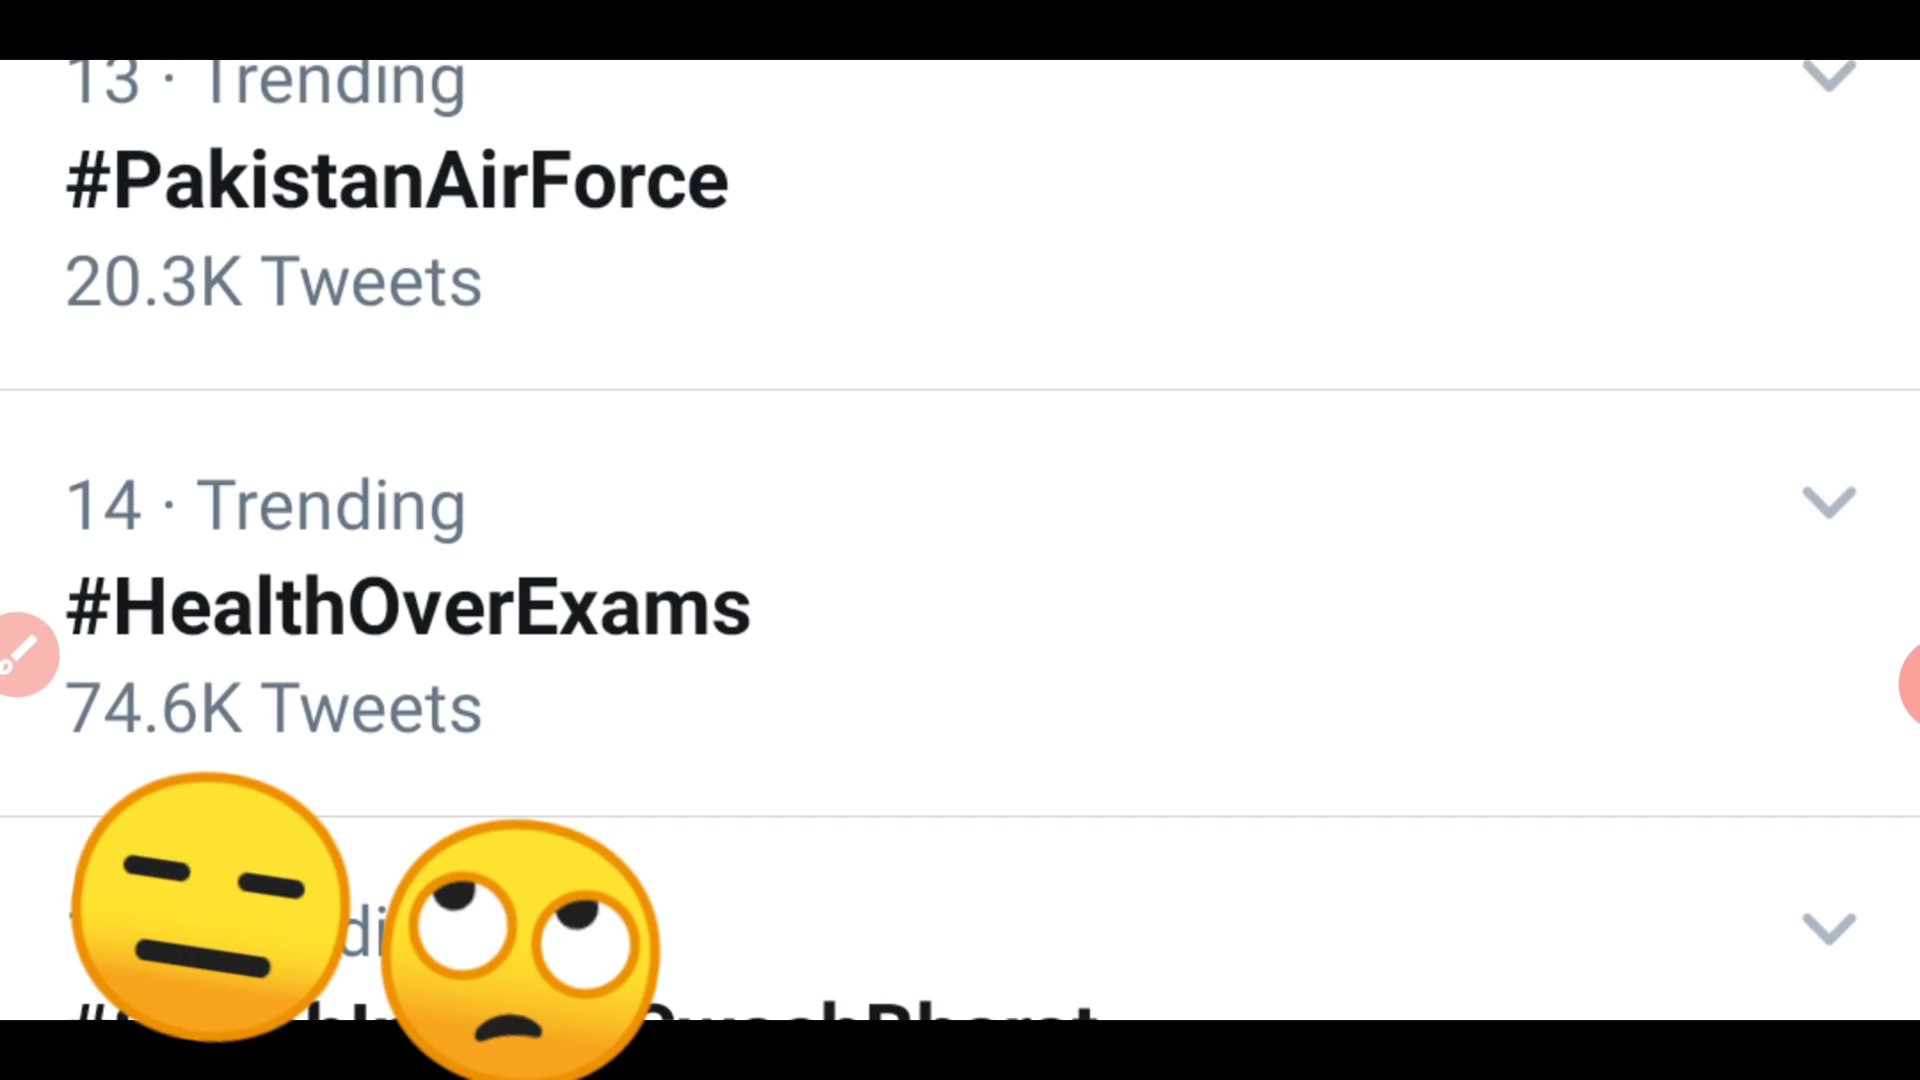 13 · Trending
#PakistanAirForce
20.3K Tweets
14 · Trending
#HealthOverExams
74.6K Tweets